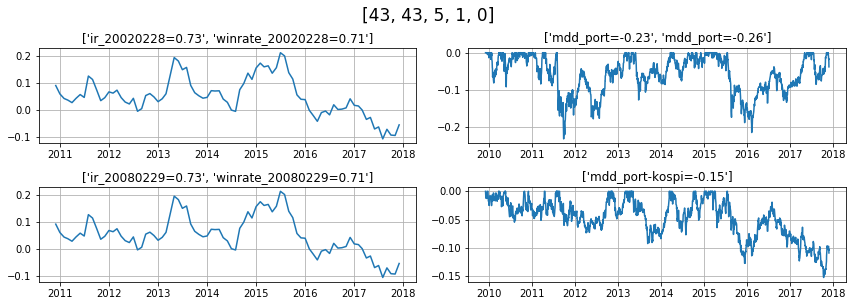 [43, 43, 5, 1, 0]
['ir_20020228=0.73', 'winrate_20020228=0.71']
0.2
0.1
0.0
−0.1
2011 2012 2013 2014 2015 2016 2017 2018
['mdd_port=-0.23', 'mdd_port=-0.26']
0.0
−0.1
−0.2
2010 2011 2012 2013 2014 2015 2016 2017 2018
['ir_20080229=0.73', 'winrate_20080229=0.71']
0.2
0.1
0.0
−0.1
2011 2012 2013 2014 2015 2016 2017 2018
['mdd_port-kospi=-0.15']
0.00
−0.05
−0.10
−0.15
2010 2011 2012 2013 2014 2015 2016 2017 2018